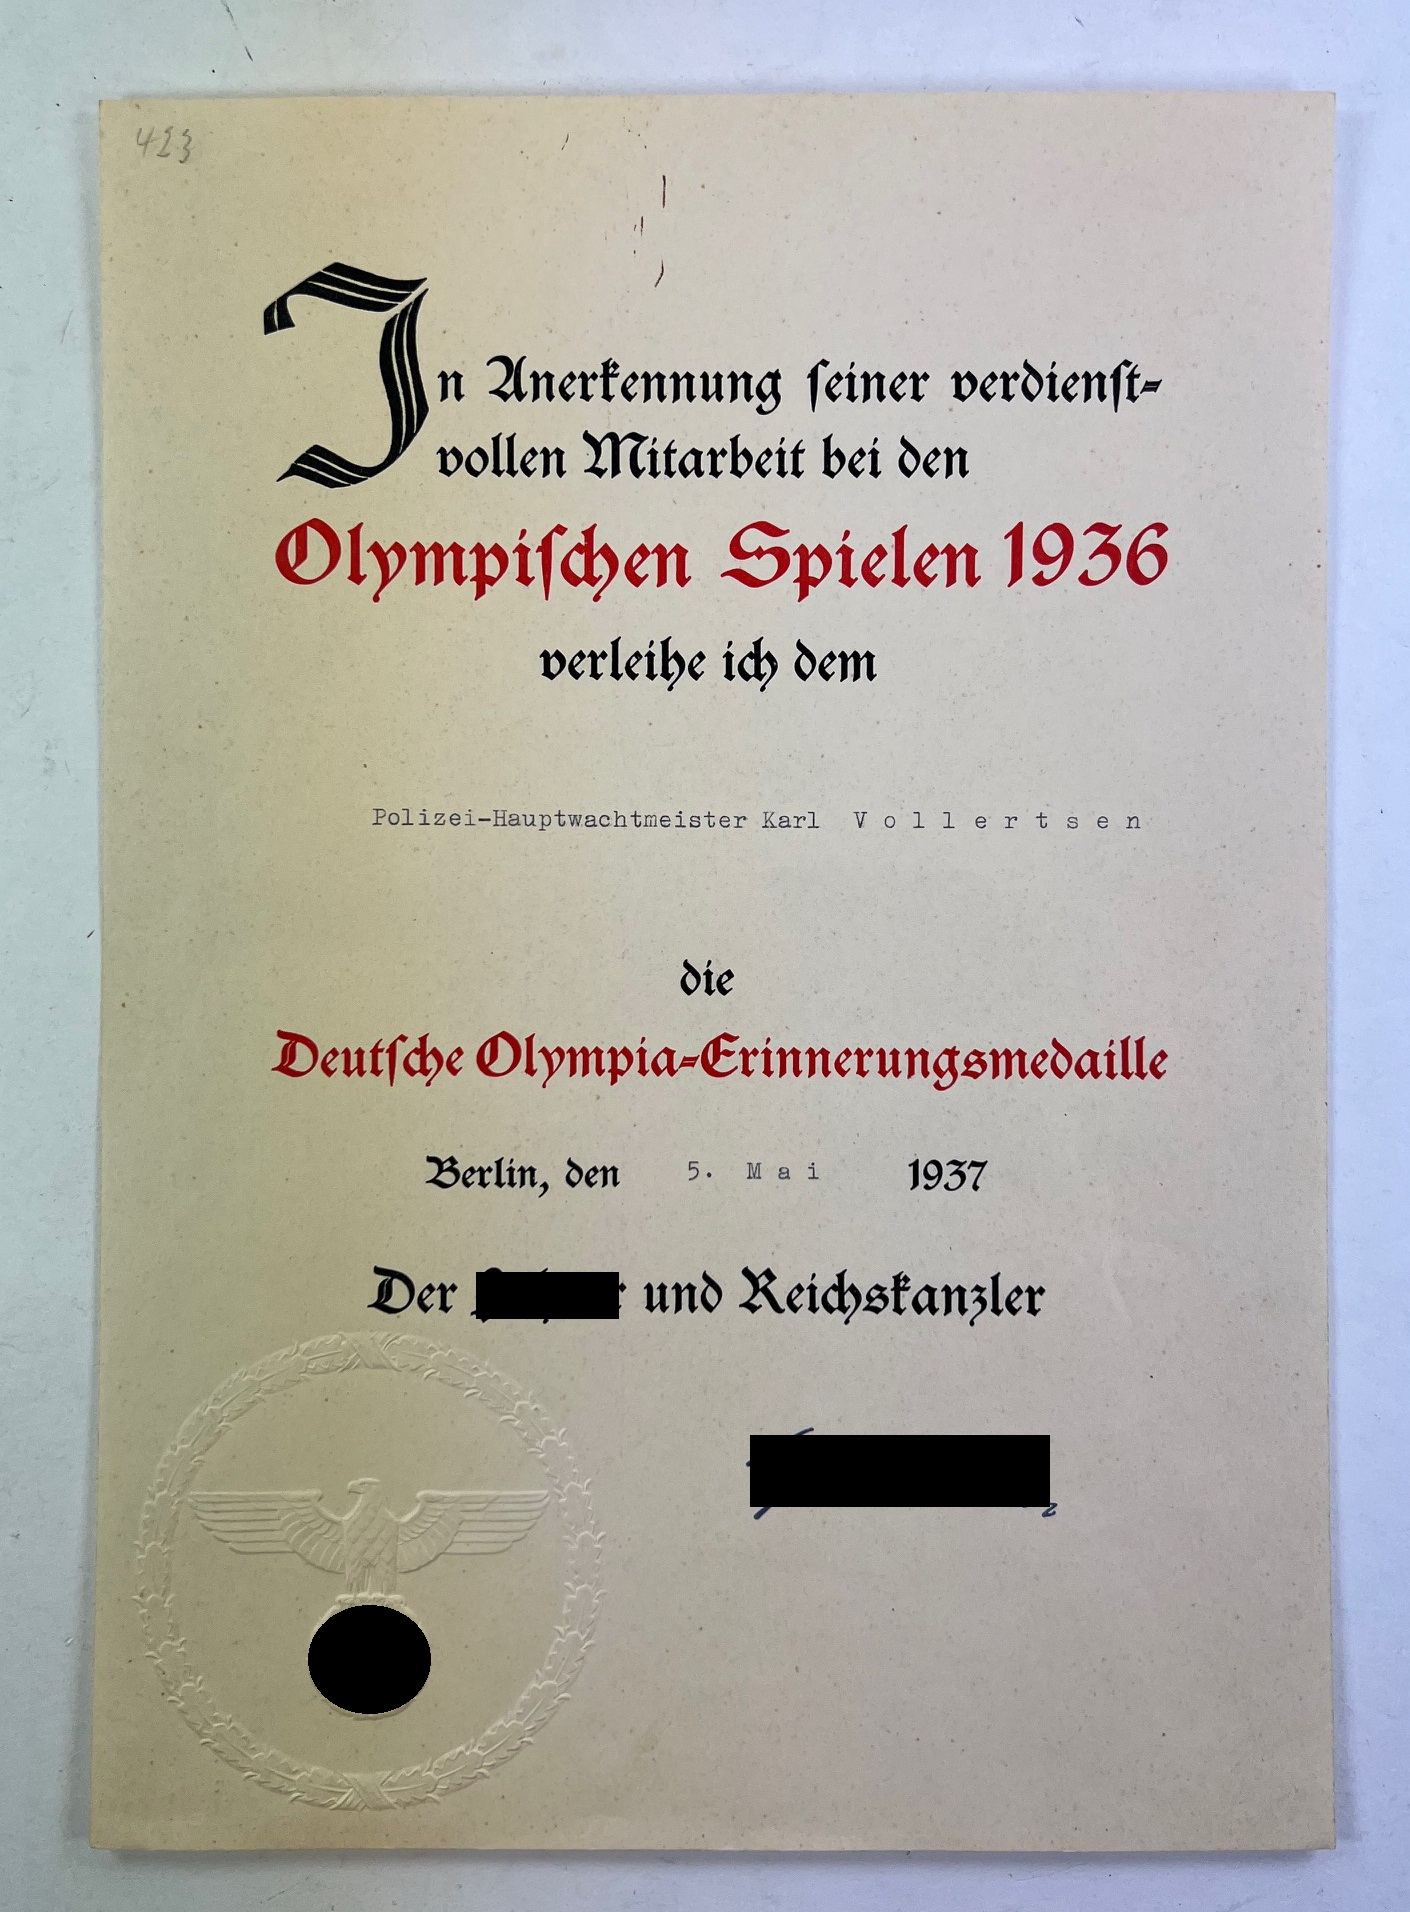 423
In Anerkennung seiner verdienst-
vollen Mitarbeit bei den
Olympischen Spielen 1936
verleihe ich dem
Polizei-Hauptwachtmeister Karl V o l l e r t s e n
die
Deutsche Olympia-Erinnerungsmedaille
Berlin, den 5. M a i 1937
Der und Reichskanzler